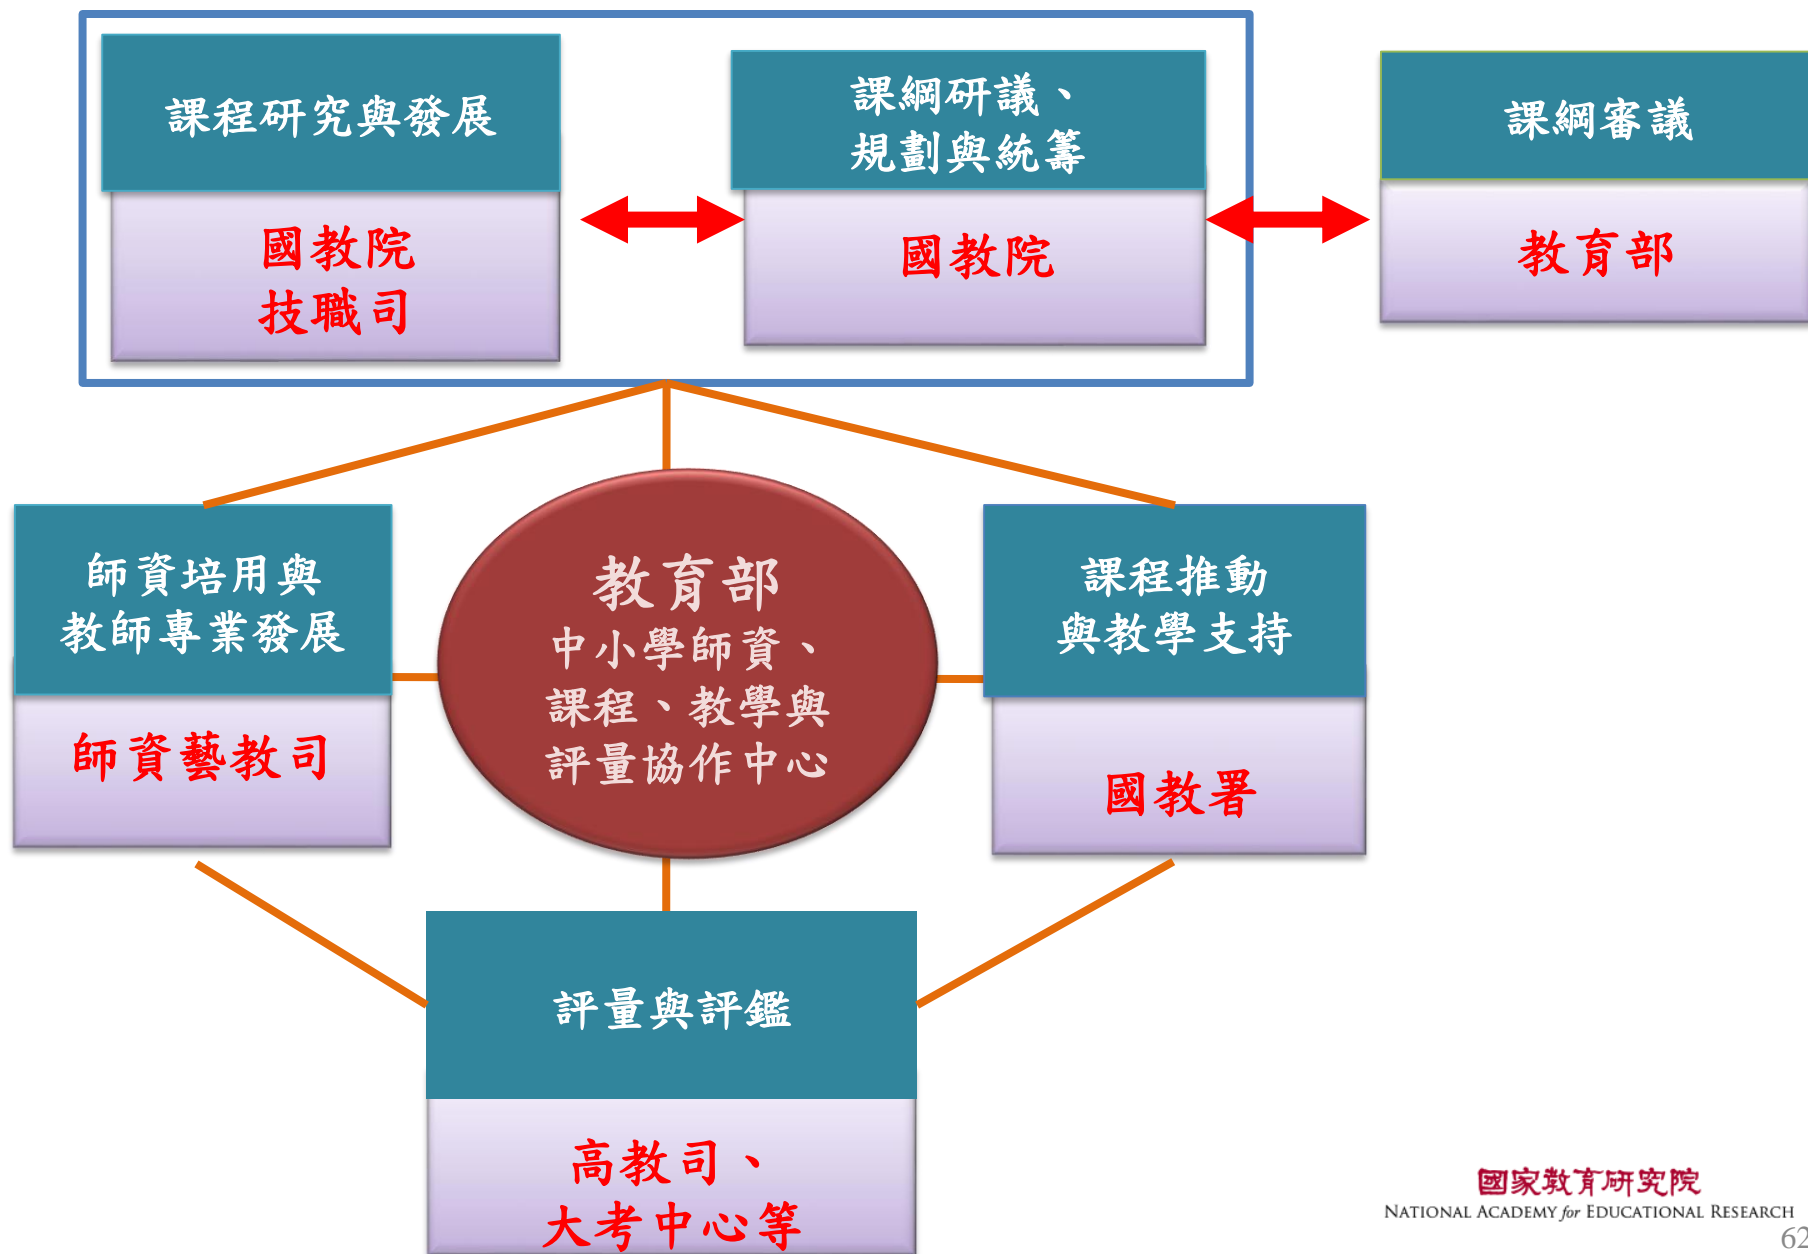 課程研究與發展
國教院
技職司
課綱研議、
規劃與統籌
國教院
課綱審議
教育部
師資培用與
教師專業發展
師資藝教司
教育部
中小學師資、
課程、教學與
評量協作中心
課程推動
與教學支持
國教署
評量與評鑑
高教司、
大考中心等
國家教育研究院
NATIONAL ACADEMY for EDUCATIONAL RESEARCH
62